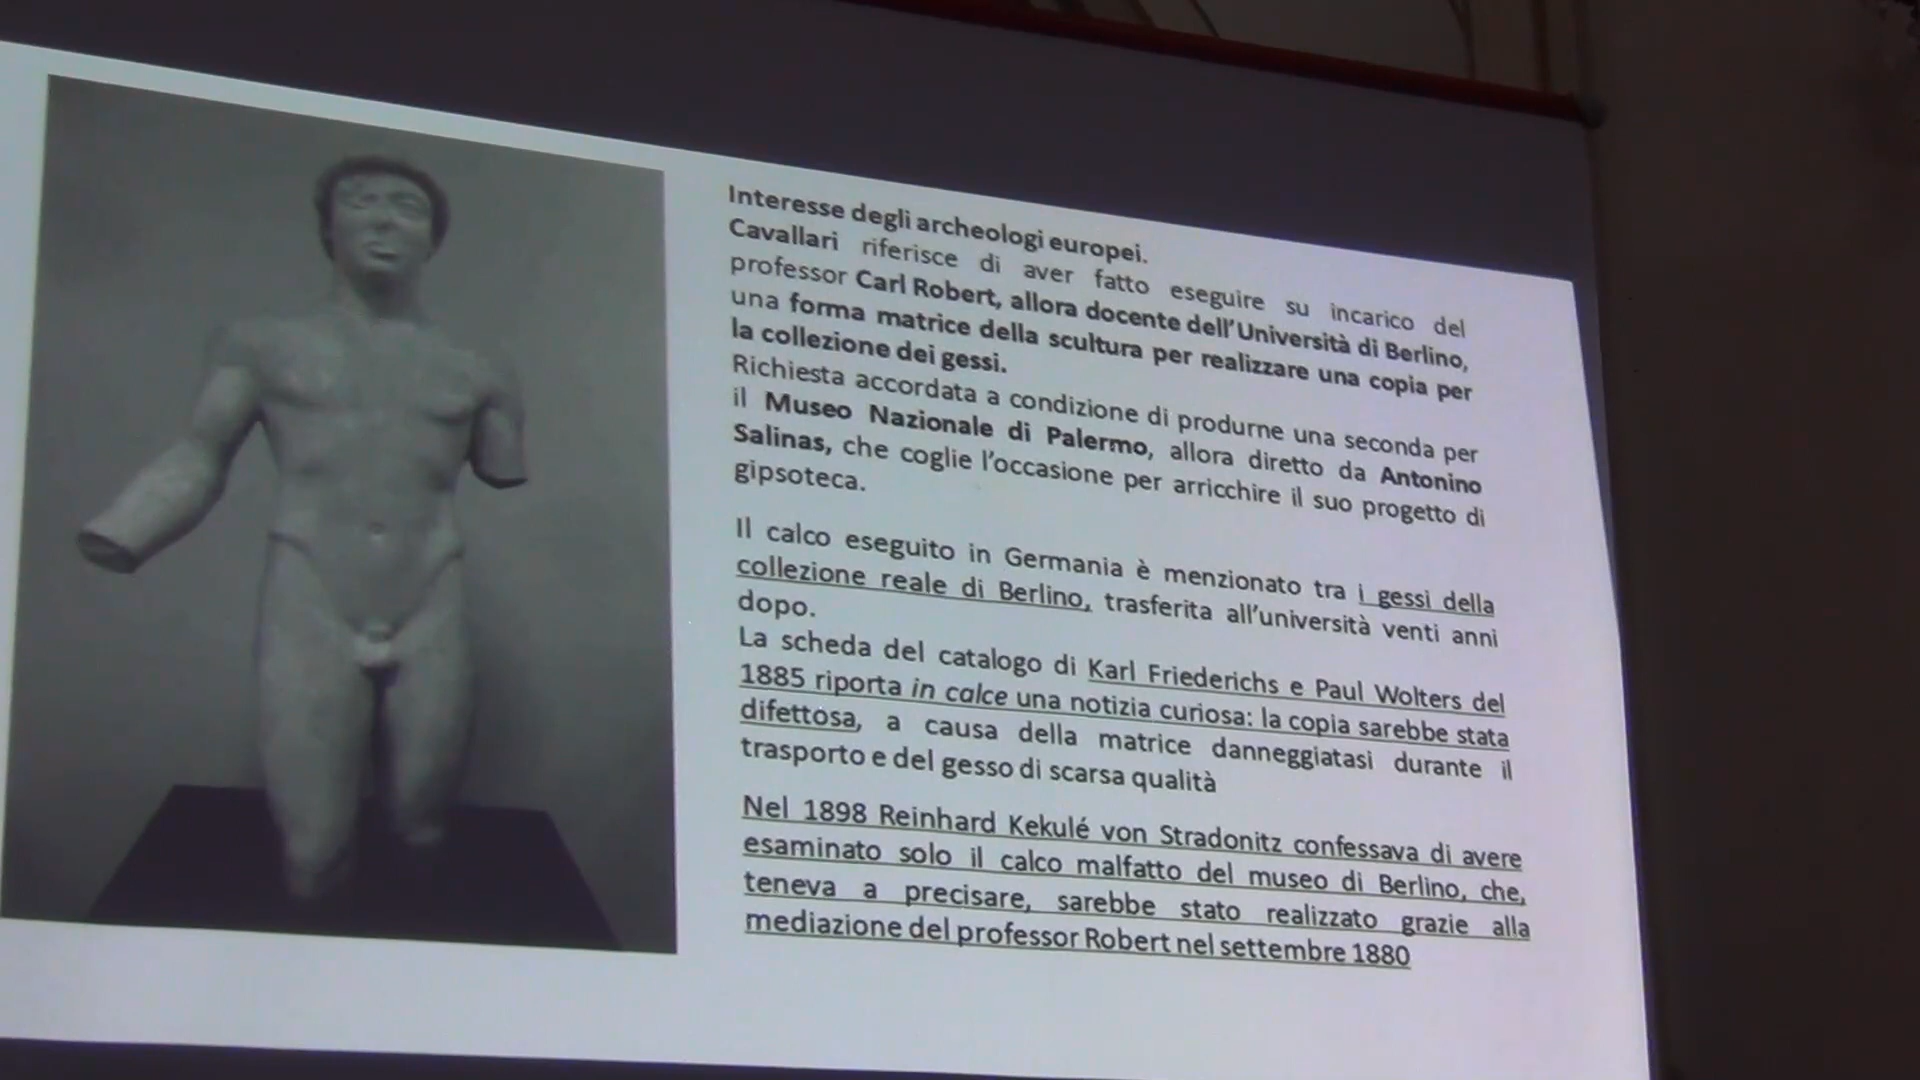 Interesse degli archeologi europei.
Cavallari riferisce di aver fatto eseguire su incarico del
professor Carl Robert, allora docente dell'Università di Berlino,
una forma matrice della scultura per realizzare una copia per
la collezione dei gessi.
Richiesta accordata a condizione di produrne una seconda per
il Museo Nazionale di Palermo, allora diretto da Antonino
Salinas, che coglie l'occasione per arricchire il suo progetto di
gipsoteca.
Il calco eseguito in Germania è menzionato tra i gessi della
collezione reale di Berlino, trasferita all'università venti anni
dopo.
La scheda del catalogo di Karl Friederichs e Paul Wolters del
1885 riporta in calce una notizia curiosa: la copia sarebbe stata
difettosa, a causa della matrice danneggiatasi durante il
trasporto e del gesso di scarsa qualità
Nel 1898 Reinhard Kekulé von Stradonitz confessava di avere
esaminato solo il calco malfatto del museo di Berlino, che,
teneva a precisare, sarebbe stato realizzato grazie alla
mediazione del professor Robert nel settembre 1880